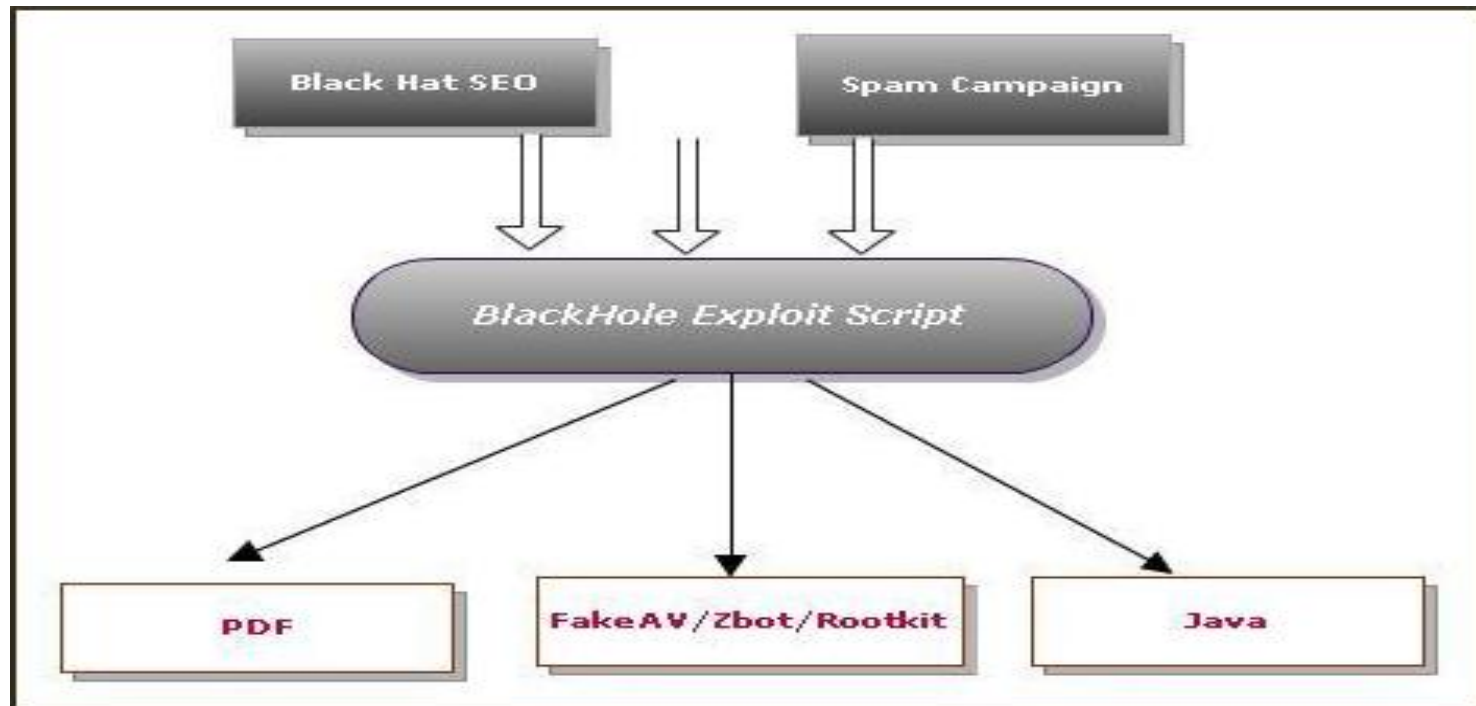 Black Hat SEO
Spam Campaign
BlackHole Exploit Script
PDF
FakeAV/Zbot/Rootkit
Java